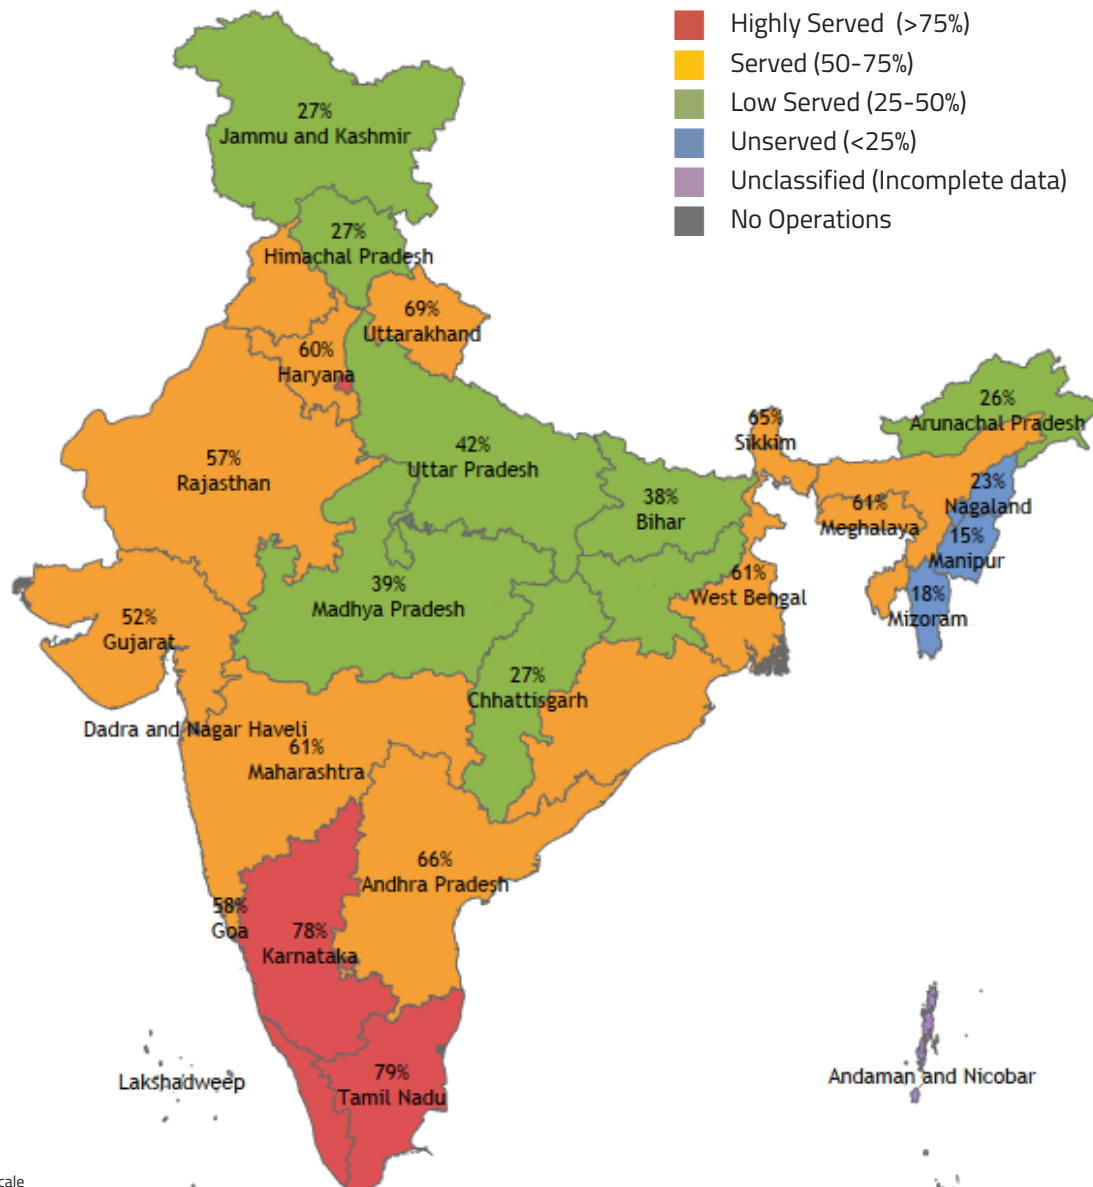 Highly Served (>75%)
Served (50-75%)
Low Served (25-50%)
Unserved (<25%)
Unclassified (Incomplete data)
No Operations
27%
Jammu and Kashmir
27%
Himachal Pradesh
69%
Uttarakhand
60%
Haryana
57%
Rajasthan
42%
Uttar Pradesh
38%
Bihar
65%
Sikkim
26%
Arunachal Pradesh
23%
Nagaland
61%
Meghalaya
15%
Manipur
18%
Mizoram
61%
West Bengal
39%
Madhya Pradesh
52%
Gujarat
27%
Chhattisgarh
Dadra and Nagar Haveli
61%
Maharashtra
66%
Andhra Pradesh
58%
Goa
78%
Karnataka
79%
Tamil Nadu
Lakshadweep
Andaman and Nicobar
cale